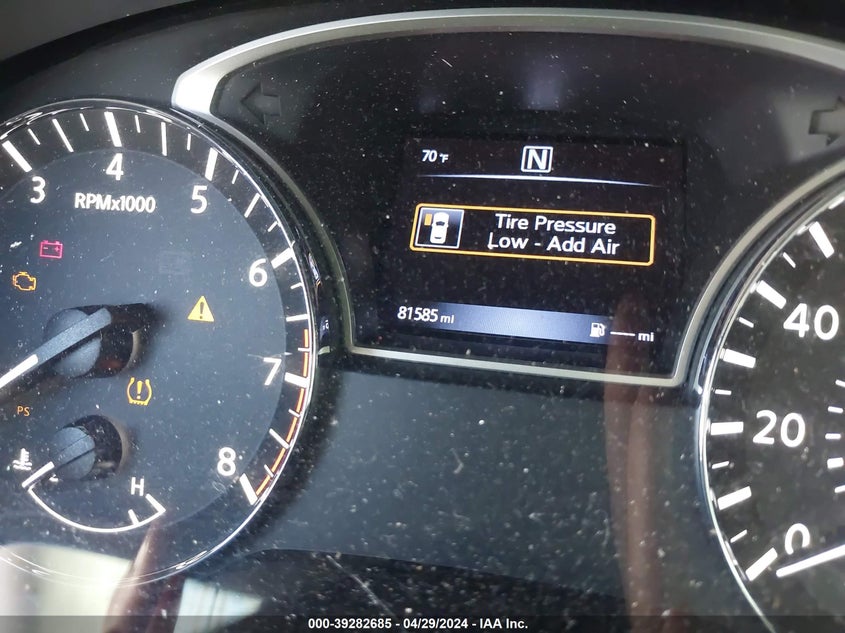 70 °F
N
Tire Pressure
Low - Add Air
81585 mi
---- mi
3
4
5
6
7
8
RPMx1000
PS
H
40
20
0
000-39282685 - 04/29/2024 - IAA Inc.